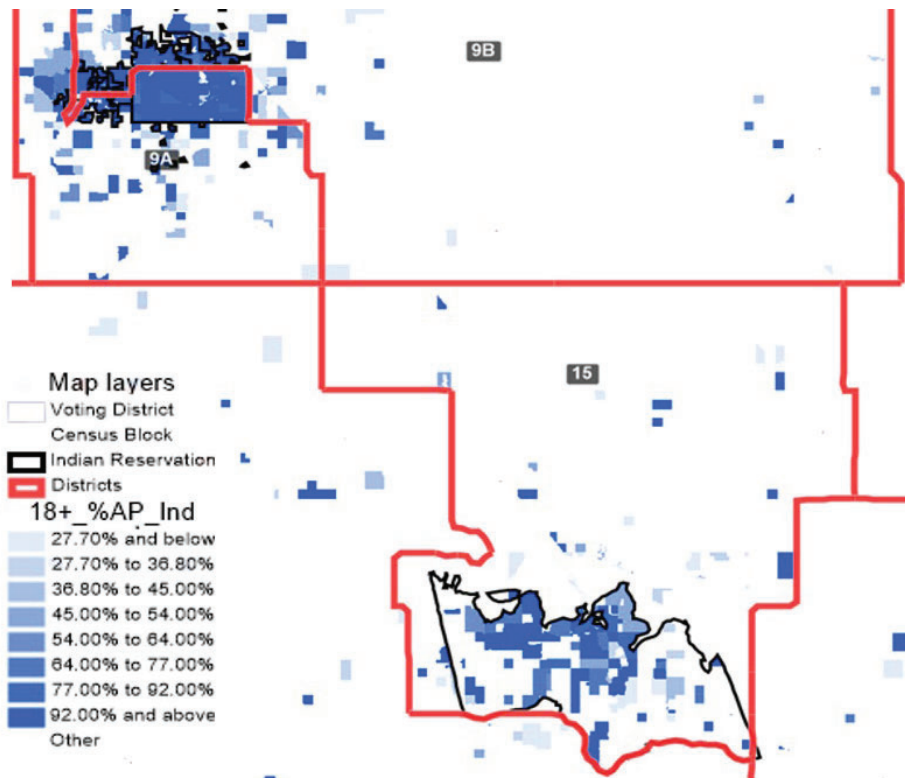 9B
9A
15
Map layers
Voting District
Census Block
Indian Reservation
Districts
18+_%AP_Ind
27.70% and below
27.70% to 36.80%
36.80% to 45.00%
45.00% to 54.00%
54.00% to 64.00%
64.00% to 77.00%
77.00% to 92.00%
92.00% and above
Other